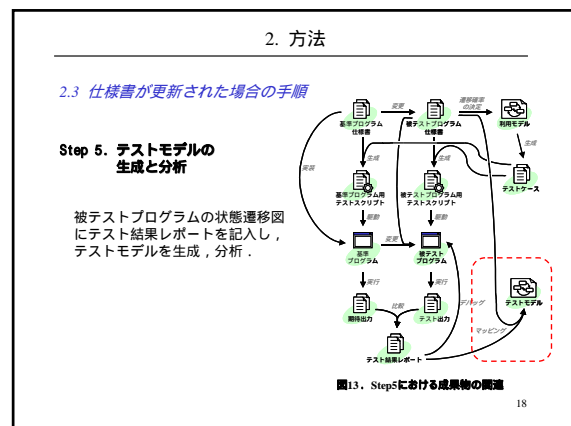 2. 方法
2.3 仕様書が更新された場合の手順
Step 5. テストモデルの
生成と分析
被テストプログラムの状態遷移図
にテスト結果レポートを記入し，
テストモデルを生成，分析．
基準プログラム
仕様書
変更
被テストプログラム
仕様書
遷移確率
の決定
利用モデル
生成
生成
生成
テストケース
実装
基準プログラム用
テストスクリプト
被テストプログラム用
テストスクリプト
駆動
駆動
基準
プログラム
変更
被テスト
プログラム
実行
実行
デバッグ
期待出力
比較
テスト出力
テストモデル
マッピング
テスト結果レポート
図13．Step5における成果物の関連
18